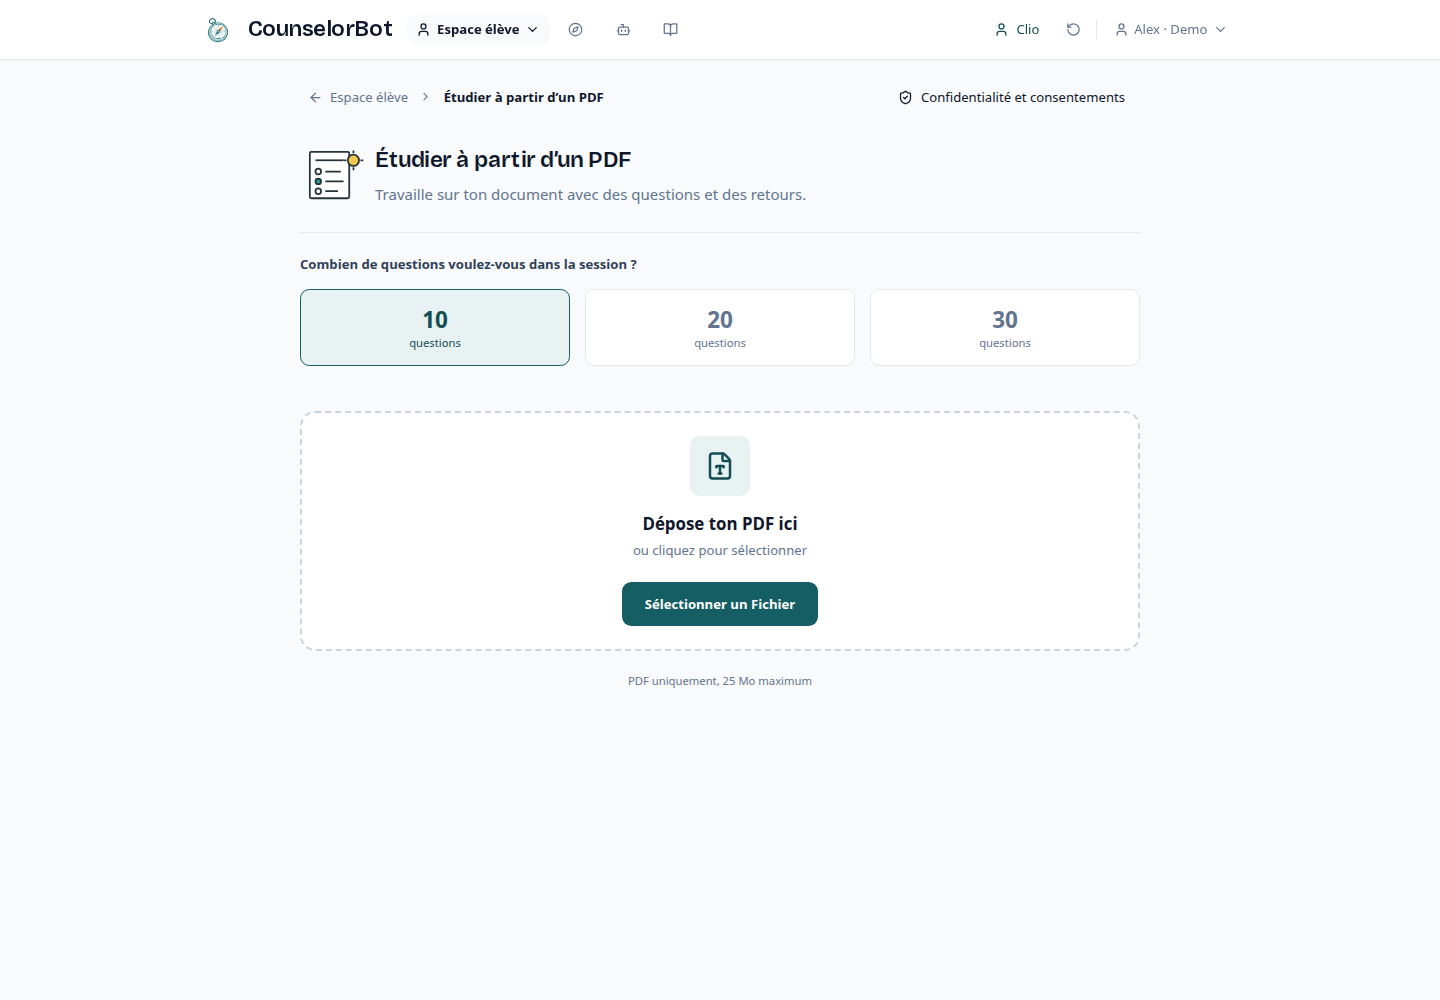 CounselorBot
Espace élève
Clio
Alex · Demo
Espace élève
Étudier à partir d’un PDF
Confidentialité et consentements
Étudier à partir d’un PDF
Travaille sur ton document avec des questions et des retours.
Combien de questions voulez-vous dans la session ?
10
questions
20
questions
30
questions
Dépose ton PDF ici
ou cliquez pour sélectionner
Sélectionner un Fichier
PDF uniquement, 25 Mo maximum